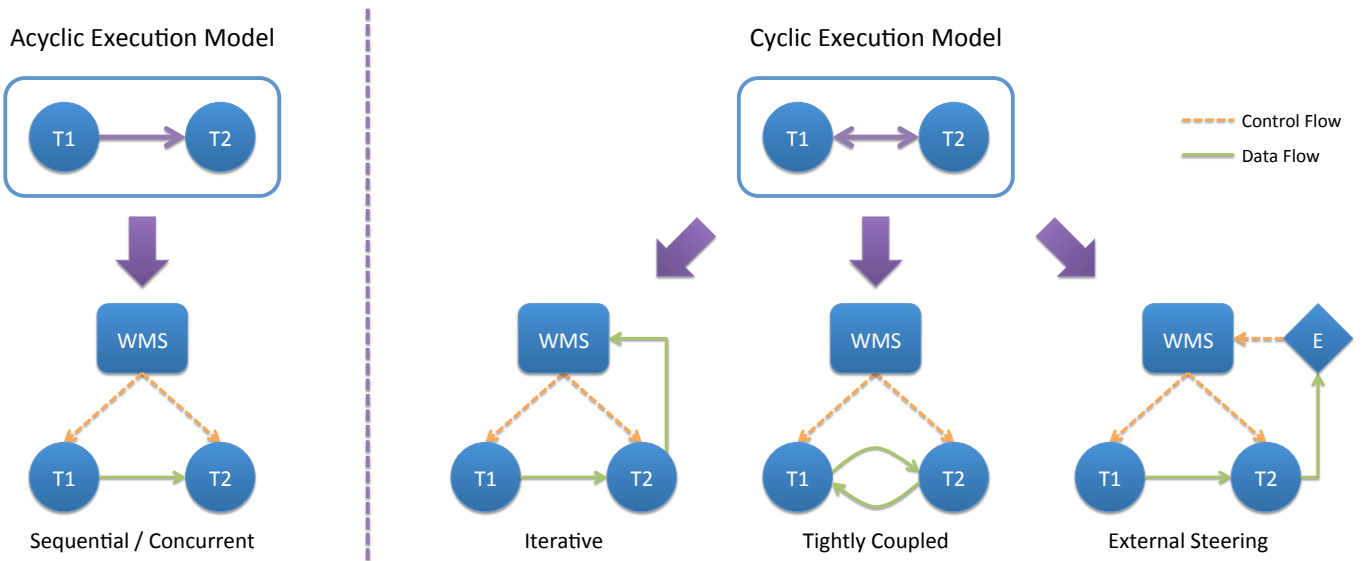 Acyclic Execution Model
Cyclic Execution Model
T1
T2
T1
T2
Control Flow
Data Flow
WMS
WMS
WMS
WMS
E
T1
T2
T1
T2
T1
T2
T1
T2
Sequential / Concurrent
Iterative
Tightly Coupled
External Steering